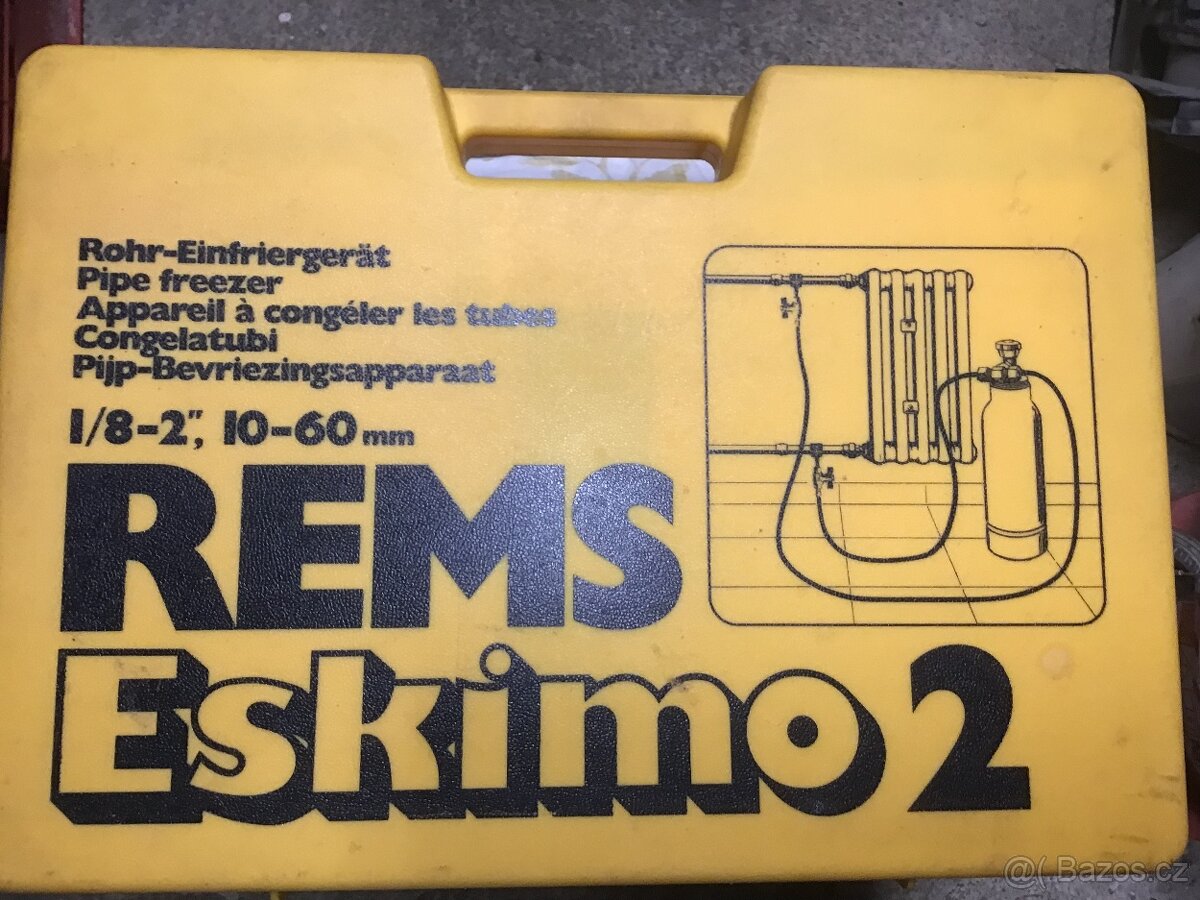 Rohr-Einfriergerät
Pipe freezer
Appareil à congéler les tubes
Congelatubi
Pijp-Bevriezingsapparaat
1/8-2", 10-60 mm
REMS
Eskimo 2
@( Bazos.cz